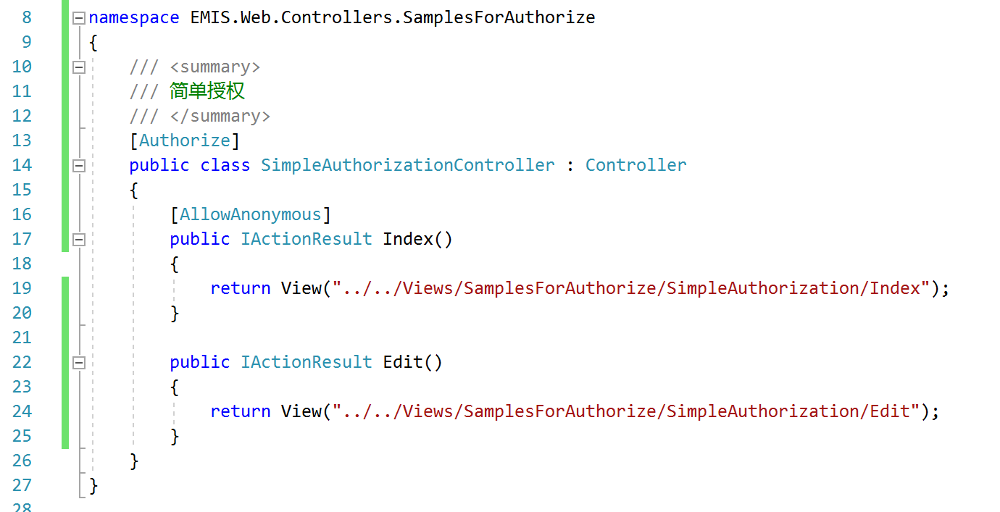 8 namespace EMIS.Web.Controllers.SamplesForAuthorize
9 {
10     /// <summary>
11     /// 简单授权
12     /// </summary>
13     [Authorize]
14     public class SimpleAuthorizationController : Controller
15     {
16         [AllowAnonymous]
17         public IActionResult Index()
18         {
19             return View("../../Views/SamplesForAuthorize/SimpleAuthorization/Index");
20         }
21
22         public IActionResult Edit()
23         {
24             return View("../../Views/SamplesForAuthorize/SimpleAuthorization/Edit");
25         }
26     }
27 }
28